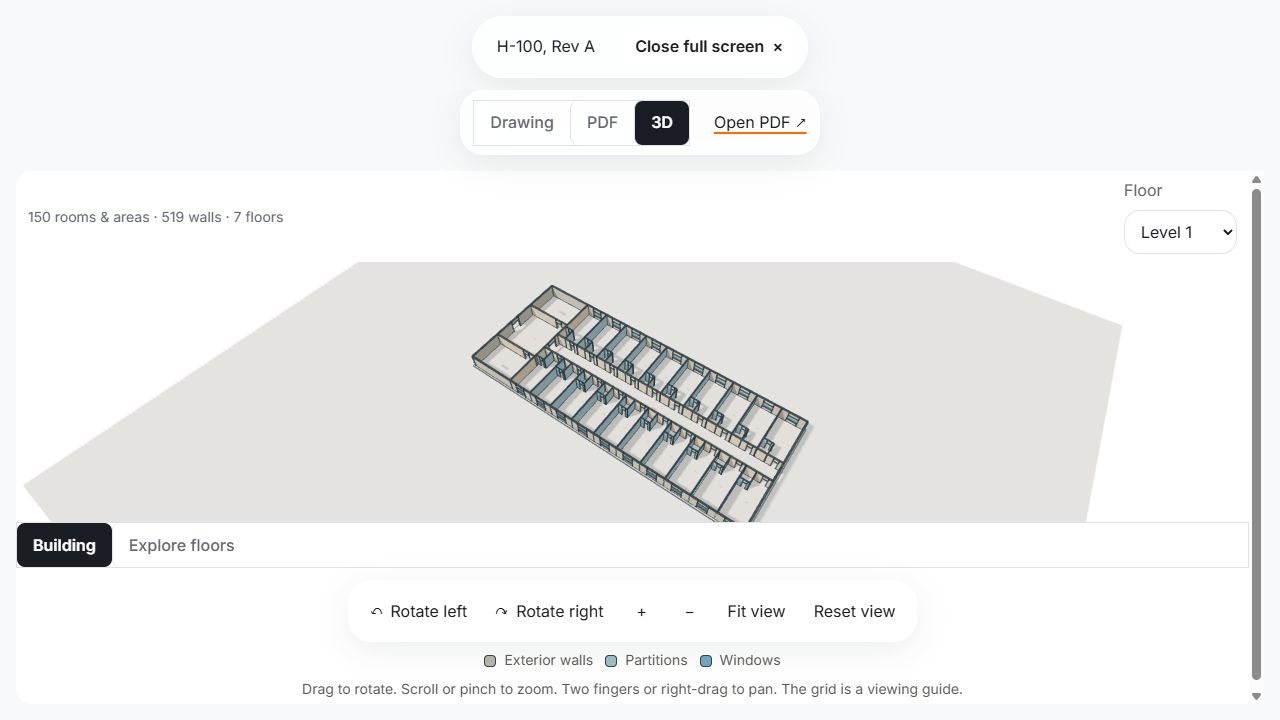 H-100, Rev A Close full screen ×
Drawing PDF 3D Open PDF ↗
Floor
150 rooms & areas · 519 walls · 7 floors
Level 1
Building Explore floors
↶ Rotate left ↷ Rotate right + − Fit view Reset view
Exterior walls Partitions Windows
Drag to rotate. Scroll or pinch to zoom. Two fingers or right-drag to pan. The grid is a viewing guide.